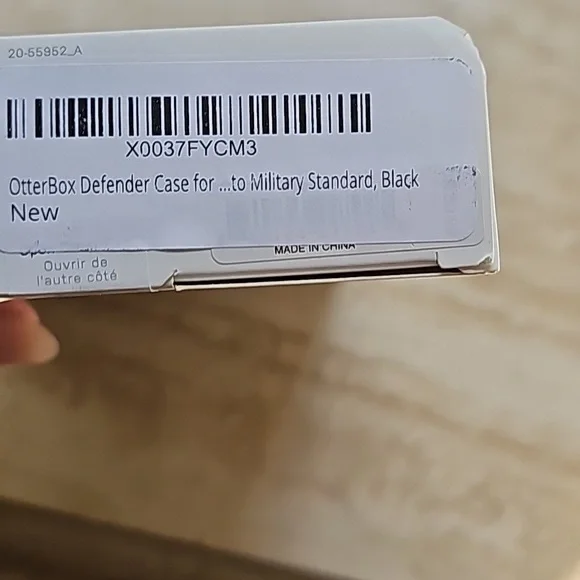 20-55952_A
X0037FYCM3
OtterBox Defender Case for ...to Military Standard, Black
New
MADE IN CHINA
Ouvrir de
l'autre côté